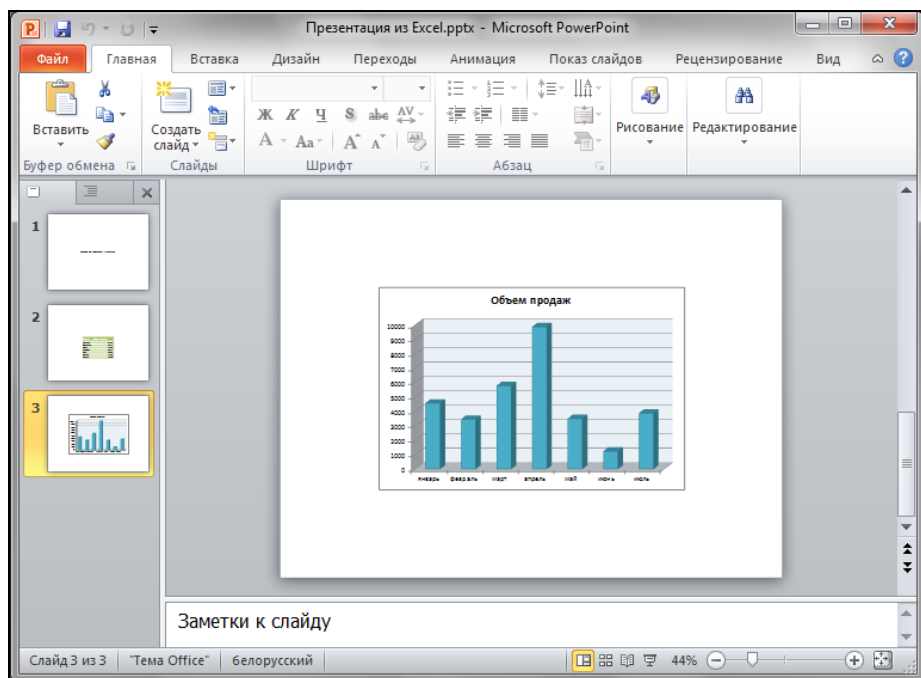 Презентация из Excel.pptx - Microsoft PowerPoint
Файл Главная Вставка Дизайн Переходы Анимация Показ слайдов Рецензирование Вид
Вставить Создать слайд Рисование Редактирование
Ж К Ч S abc AV
A Aa A A
Буфер обмена Слайды Шрифт Абзац
1
2
3
Объем продаж
10000
9000
8000
7000
6000
5000
4000
3000
2000
1000
0
январь февраль март апрель май июнь июль
Заметки к слайду
Слайд 3 из 3 "Тема Office" белорусский 44%